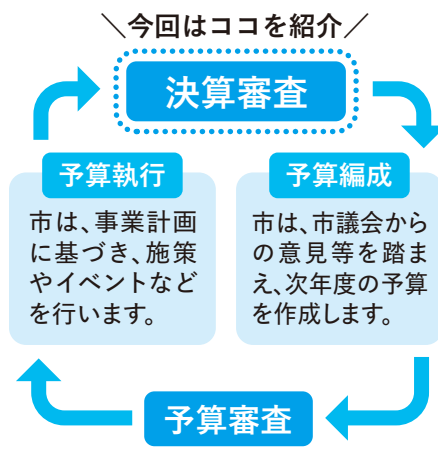 ＼今回はココを紹介／
決算審査
予算執行
市は、事業計画
に基づき、施策
やイベントなど
を行います。
予算編成
市は、市議会から
の意見等を踏ま
え、次年度の予算
を作成します。
予算審査